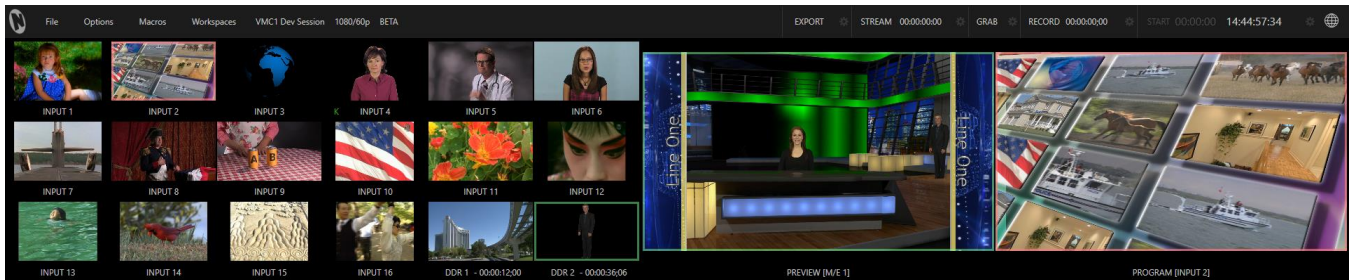 File Options Macros Workspaces VMC1 Dev Session 1080/60p BETA EXPORT STREAM 00:00:00:00 GRAB RECORD 00:00:00;00 START 00:00:00 14:44:57:34
INPUT 1 INPUT 2 INPUT 3 K INPUT 4 INPUT 5 INPUT 6
A B
INPUT 7 INPUT 8 INPUT 9 INPUT 10 INPUT 11 INPUT 12
Line One
Line One
INPUT 13 INPUT 14 INPUT 15 INPUT 16 DDR 1 - 00:00:12;00 DDR 2 - 00:00:36;06 PREVIEW [M/E 1] PROGRAM [INPUT 2]